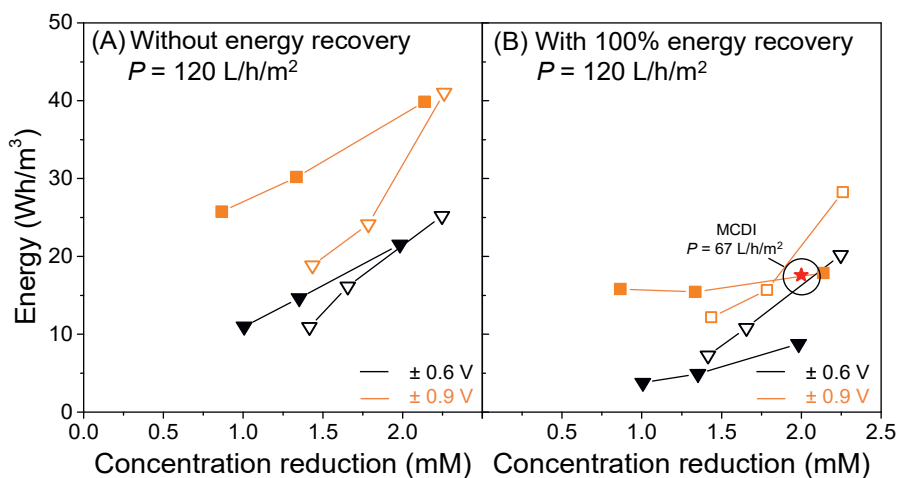 (A) Without energy recovery
P = 120 L/h/m²
(B) With 100% energy recovery
P = 120 L/h/m²
Energy (Wh/m³)
50
40
30
20
10
0
MCDI
P = 67 L/h/m²
± 0.6 V
± 0.9 V
± 0.6 V
± 0.9 V
0.0 0.5 1.0 1.5 2.0
0.5 1.0 1.5 2.0 2.5
Concentration reduction (mM)
Concentration reduction (mM)